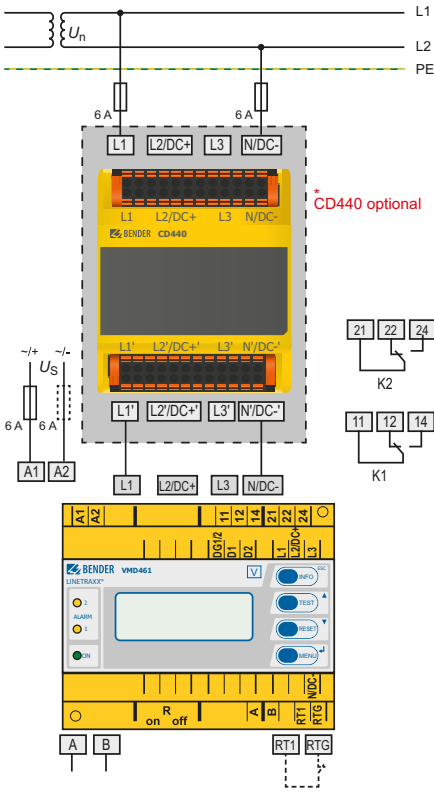 L1
Un
L2
PE
6 A
6 A
L1 L2/DC+ L3 N/DC-
*
CD440 optional
L1 L2/DC+ L3 N/DC-
BENDER CD440
L1' L2'/DC+' L3' N'/DC-'
L1' L2'/DC+' L3' N'/DC-'
~/+ ~/-
US
6 A 6 A
A1 A2
21 22 24
K2
11 12 14
K1
L1 L2/DC+ L3 N/DC-
A1 A2 11 12 14 21 22 24
DG1/2 D1 D2 L1 L2/DC+ L3
BENDER VMD461
LINETRAXX®
V
ESC
INFO
2
TEST
ALARM
1
RESET
ON
MENU
N/DC-
R
on off
A B RT1 RTG
A B RT1 RTG